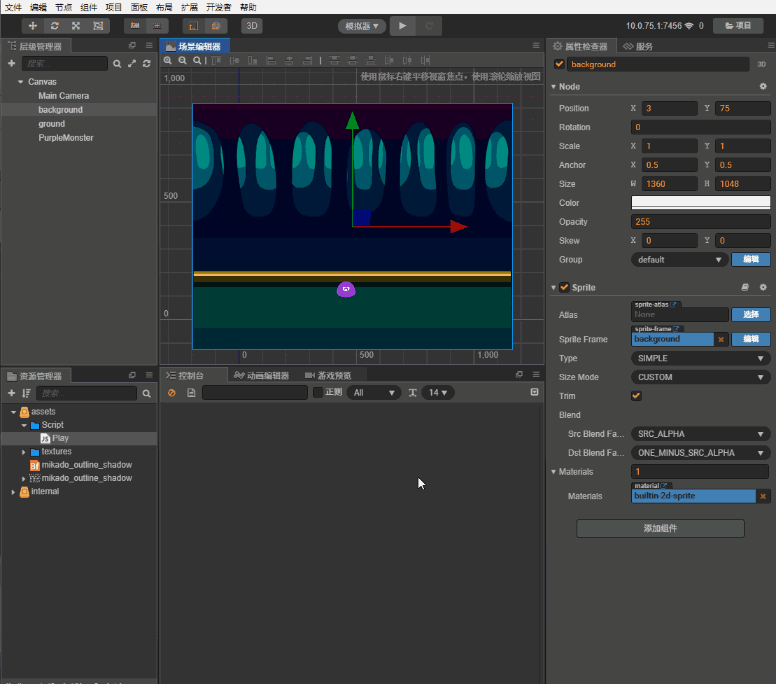 文件 编辑 节点 组件 项目 面板 布局 扩展 开发者 帮助
3D 模拟器 10.0.75.1:7456 0 项目
层级管理器
搜索...
Canvas
Main Camera
background
ground
PurpleMonster
场景编辑器
使用鼠标右键平移视窗焦点，使用滚轮缩放视图
1,000
500
0
0 500 1,000
资源管理器
搜索...
assets
Script
Play
textures
mikado_outline_shadow
mikado_outline_shadow
internal
控制台 动画编辑器 游戏预览
正则 All 14
属性检查器 服务
background 3D
Node
Position X 3 Y 75
Rotation 0
Scale X 1 Y 1
Anchor X 0.5 Y 0.5
Size W 1360 H 1048
Color
Opacity 255
Skew X 0 Y 0
Group default 编辑
Sprite
sprite-atlas
Atlas None 选择
sprite-frame
Sprite Frame background 编辑
Type SIMPLE
Size Mode CUSTOM
Trim
Blend
Src Blend Fa... SRC_ALPHA
Dst Blend Fa... ONE_MINUS_SRC_ALPHA
Materials 1
material
Materials builtin-2d-sprite
添加组件